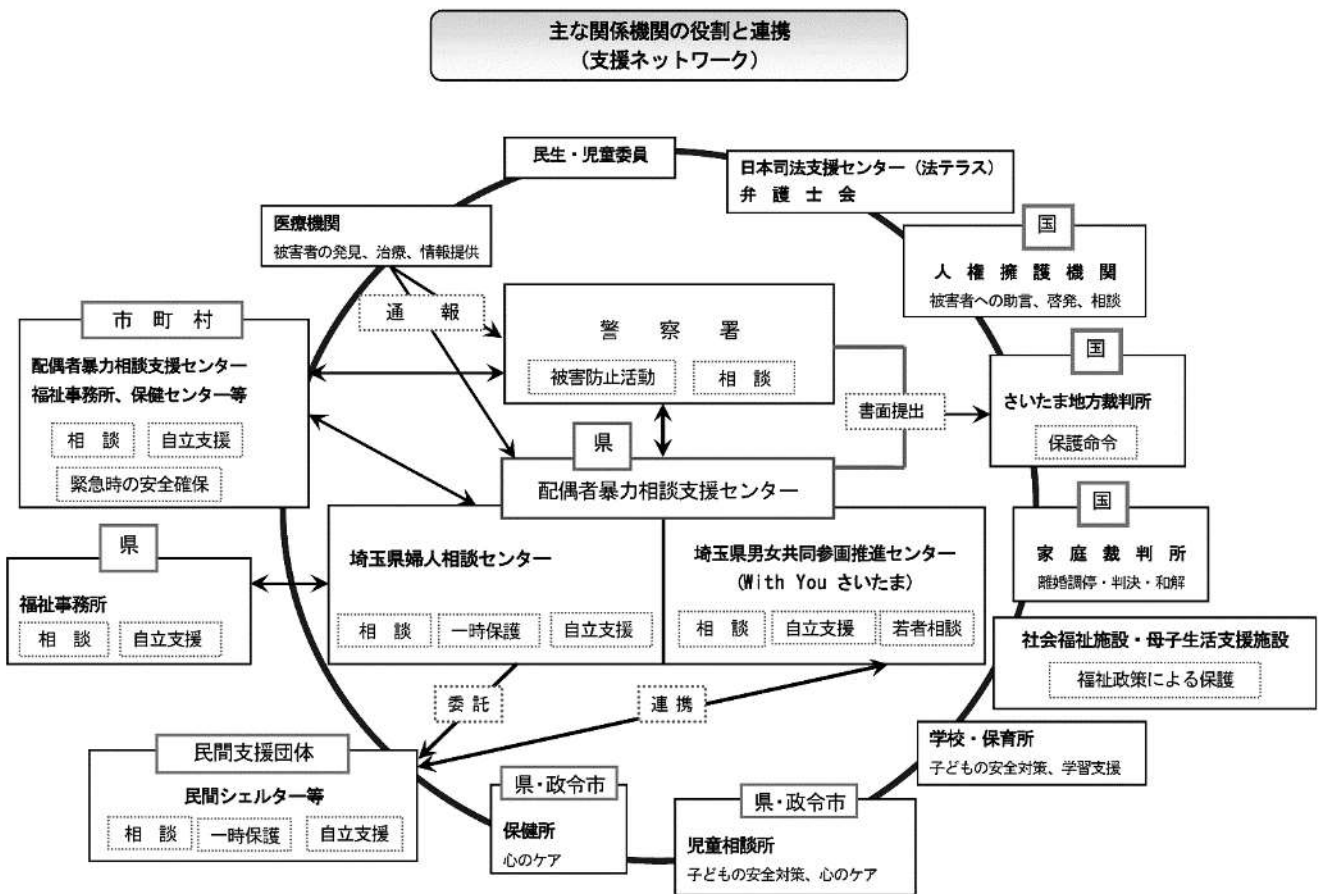 主な関係機関の役割と連携
(支援ネットワーク)
民生・児童委員
日本司法支援センター(法テラス)
弁護士会
医療機関
被害者の発見、治療、情報提供
国
人権擁護機関
被害者への助言、啓発、相談
通報
市町村
配偶者暴力相談支援センター
福祉事務所、保健センター等
相談
自立支援
緊急時の安全確保
警察署
被害防止活動
相談
書面提出
国
さいたま地方裁判所
保護命令
県
配偶者暴力相談支援センター
埼玉県婦人相談センター
相談
一時保護
自立支援
埼玉県男女共同参画推進センター
(With You さいたま)
相談
自立支援
若者相談
国
家庭裁判所
離婚調停・判決・和解
県
福祉事務所
相談
自立支援
社会福祉施設・母子生活支援施設
福祉政策による保護
委託
連携
学校・保育所
子どもの安全対策、学習支援
民間支援団体
民間シェルター等
相談
一時保護
自立支援
県・政令市
保健所
心のケア
県・政令市
児童相談所
子どもの安全対策、心のケア